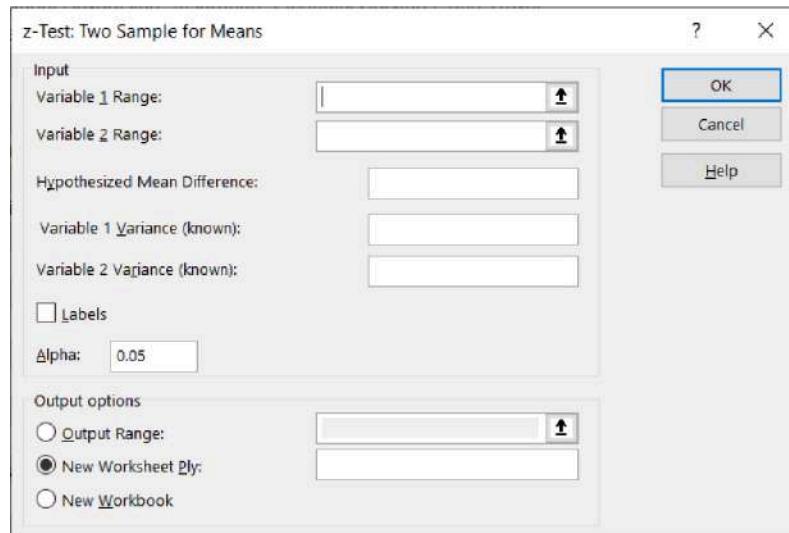 z-Test: Two Sample for Means ? X
Input
Variable 1 Range:
OK
Variable 2 Range:
Cancel
Hypothesized Mean Difference:
Help
Variable 1 Variance (known):
Variable 2 Variance (known):
Labels
Alpha: 0.05
Output options
Output Range:
New Worksheet Ply:
New Workbook